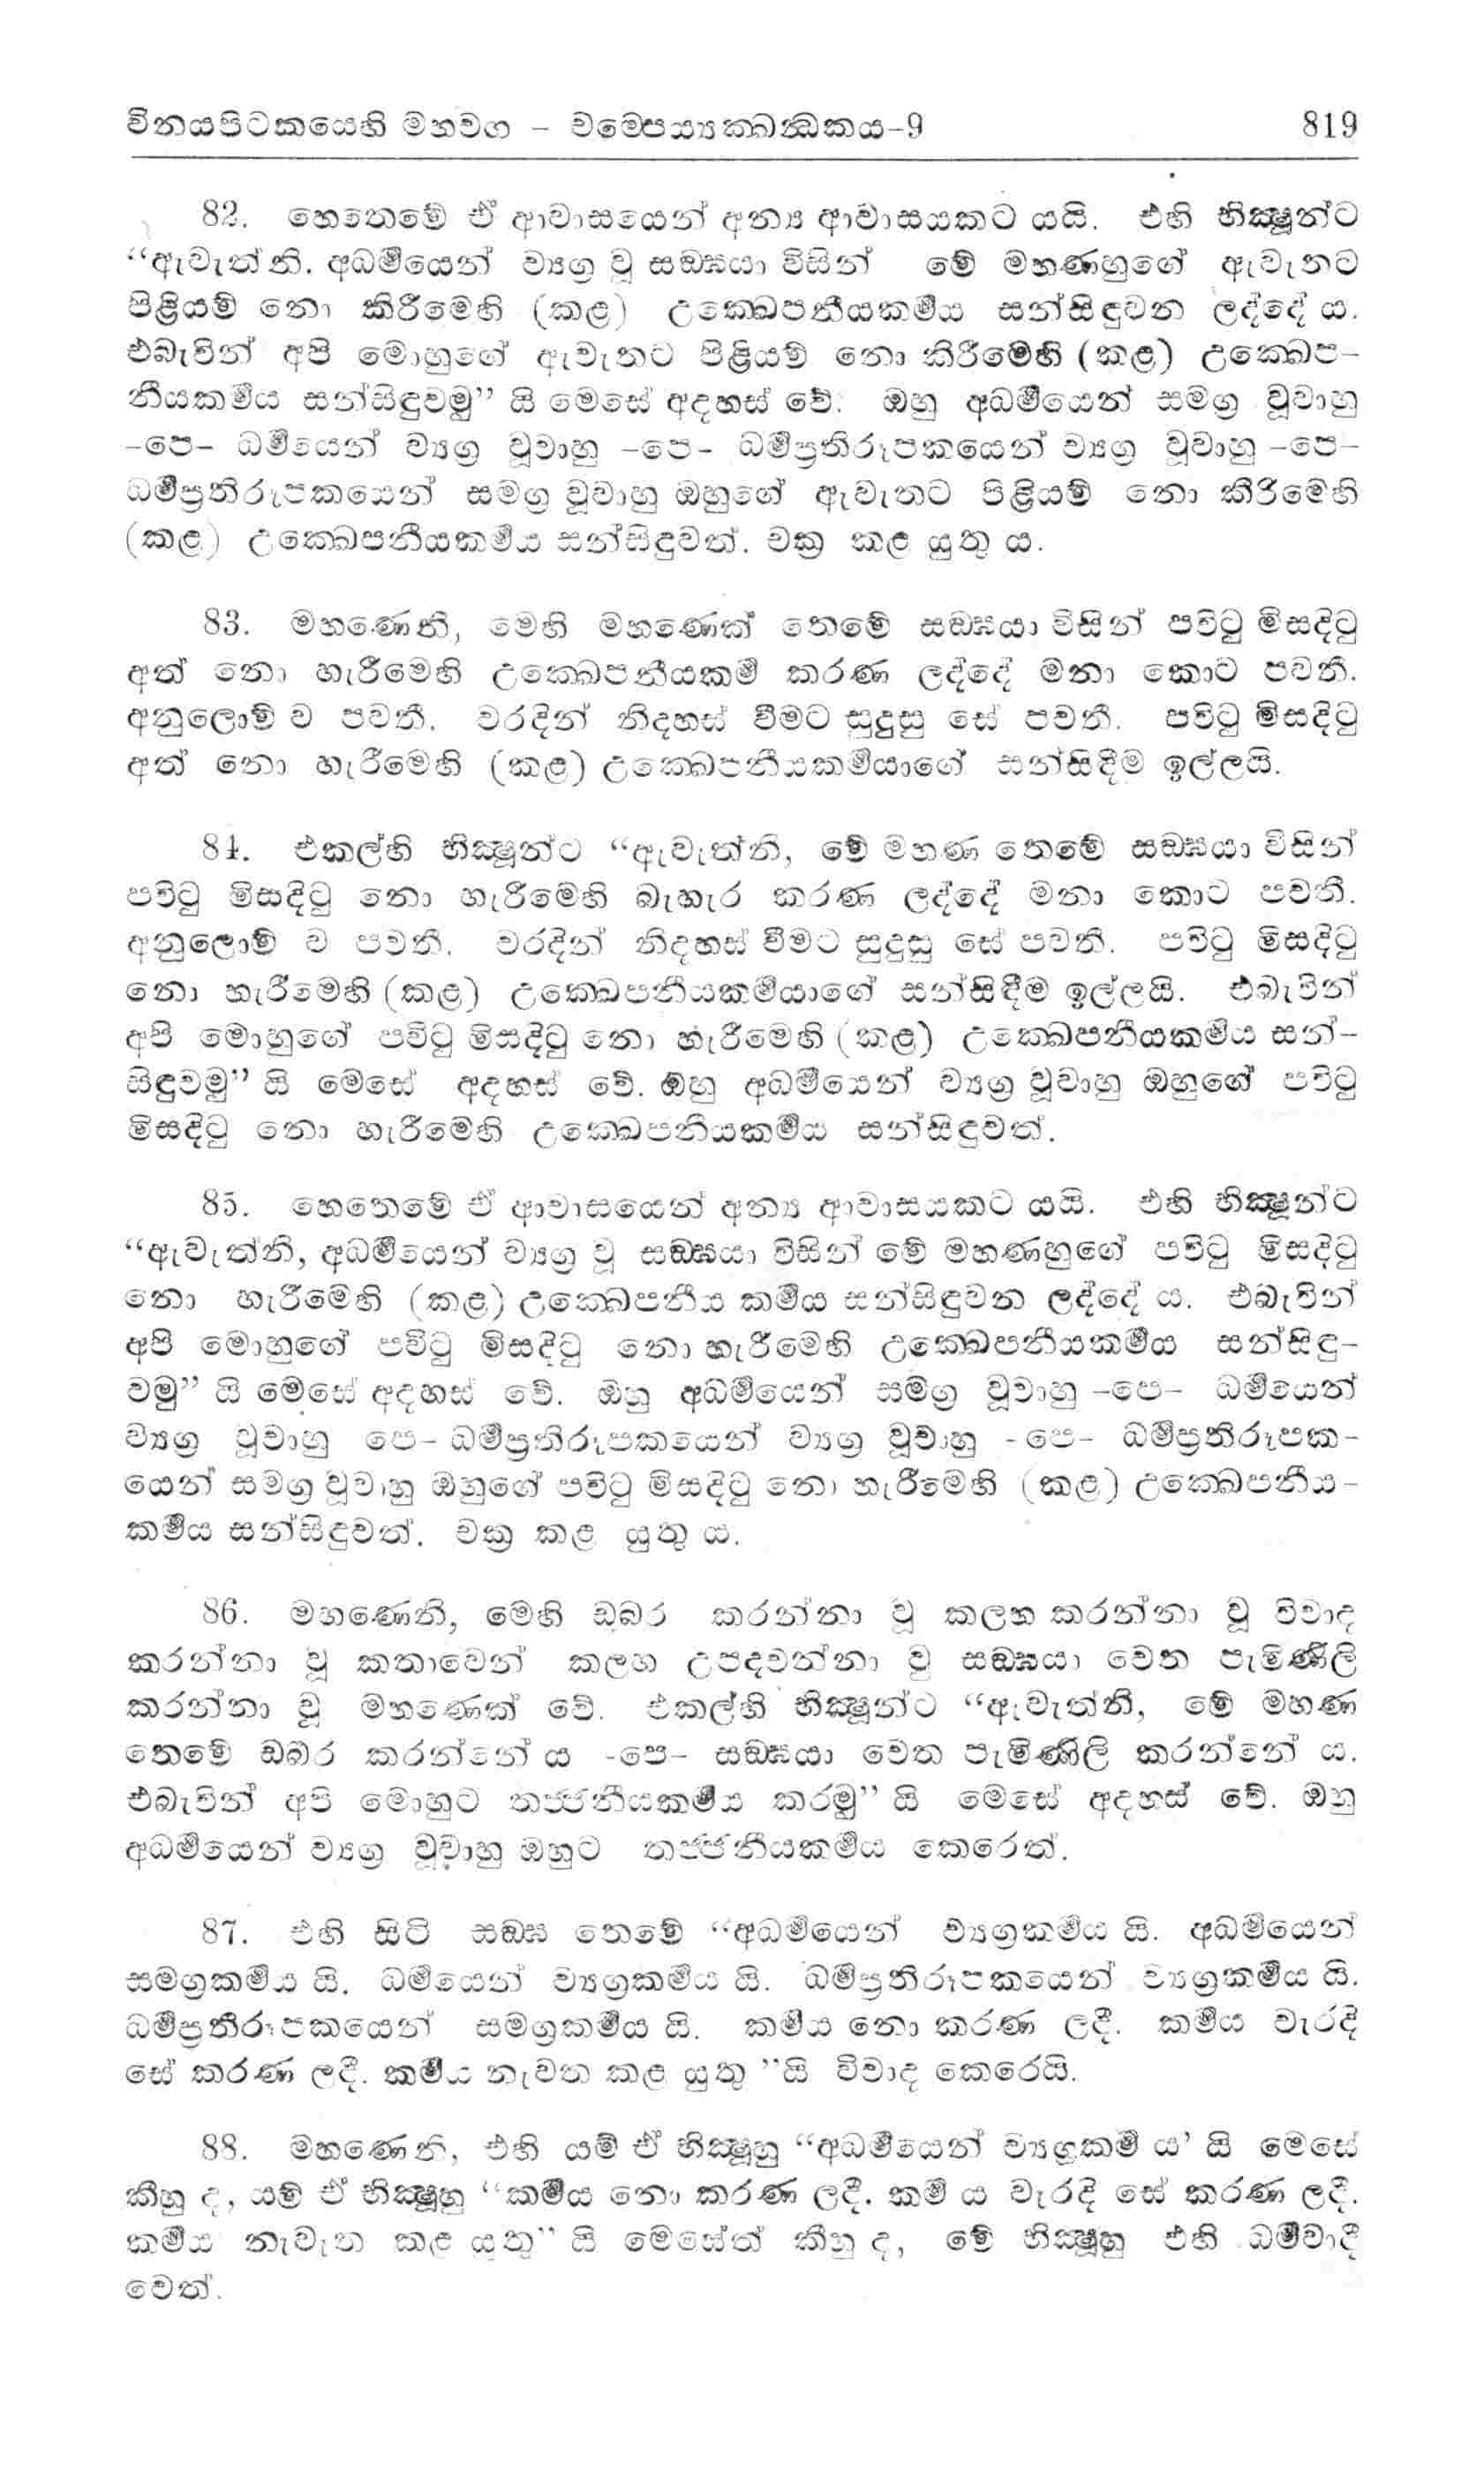 විනයපිටකයෙහි මහවග – චම්පෙය්‍යක්ඛන්ධකය–9 819
82. හෙතෙමේ ඒ ආවාසයෙන් අන්‍ය ආවාසයකට යයි. එහි භික්‍ෂූන්ට
“ඇවැත්නි. අධර්‍මයෙන් ව්‍යග්‍ර වූ සඞ්ඝයා විසින් මේ මහණහුගේ ඇවැතට
පිළියම් නො කිරීමෙහි (කළ) උක්ඛෙපනීයකර්‍මය සන්සිඳුවන ලද්දේ ය.
එබැවින් අපි මොහුගේ ඇවැතට පිළියම් නො කිරීමෙහි (කළ) උක්ඛෙප–
නීයකර්‍මය සන්සිඳුවමු” යි මෙසේ අදහස් වේ. ඔහු අධර්‍මයෙන් සමග්‍ර වූවාහු
–පෙ– ධර්‍මයෙන් ව්‍යග්‍ර වූවාහු –පෙ– ධර්‍මප්‍රතිරූපකයෙන් ව්‍යග්‍ර වූවාහු –පෙ–
ධර්‍මප්‍රතිරූපකයෙන් සමග්‍ර වූවාහු ඔහුගේ ඇවැතට පිළියම් නො කිරීමෙහි
(කළ) උක්ඛෙපනීයකර්‍මය සන්සිඳුවත්. චක්‍ර කළ යුතු ය.
83. මහණෙනි, මෙහි මහණෙක් තෙමේ සඞ්ඝයා විසින් පවිටු මිසදිටු
අත් නො හැරීමෙහි උක්ඛෙපනීයකර්‍ම කරණ ලද්දේ මනා කොට පවතී.
අනුලොම් ව පවතී. වරදින් නිදහස් වීමට සුදුසු සේ පවතී. පවිටු මිසදිටු
අත් නො හැරීමෙහි (කළ) උක්ඛෙපනීයකර්‍මයාගේ සන්සිඳීම ඉල්ලයි.
84. එකල්හි භික්‍ෂූන්ට “ඇවැත්නි, මේ මහණ තෙමේ සඞ්ඝයා විසින්
පවිටු මිසදිටු නො හැරීමෙහි බැහැර කරණ ලද්දේ මනා කොට පවතී.
අනුලොම් ව පවතී. වරදින් නිදහස් වීමට සුදුසු සේ පවතී. පවිටු මිසදිටු
නො හැරීමෙහි (කළ) උක්ඛෙපනීයකර්‍මයාගේ සන්සිඳීම ඉල්ලයි. එබැවින්
අපි මොහුගේ පවිටු මිසදිටු නො හැරීමෙහි (කළ) උක්ඛෙපනීයකර්‍මය සන්–
සිඳුවමු” යි මෙසේ අදහස් වේ. ඔහු අධර්‍මයෙන් ව්‍යග්‍ර වූවාහු ඔහුගේ පවිටු
මිසදිටු නො හැරීමෙහි උක්ඛෙපනීයකර්‍මය සන්සිඳුවත්.
85. හෙතෙමේ ඒ ආවාසයෙන් අන්‍ය ආවාසයකට යයි. එහි භික්‍ෂූන්ට
“ඇවැත්නි, අධර්‍මයෙන් ව්‍යග්‍ර වූ සඞ්ඝයා විසින් මේ මහණහුගේ පවිටු මිසදිටු
නො හැරීමෙහි (කළ) උක්ඛෙපනීය කර්‍මය සන්සිඳුවන ලද්දේ ය. එබැවින්
අපි මොහුගේ පවිටු මිසදිටු නො හැරීමෙහි උක්ඛෙපනීයකර්‍මය සන්සිඳු–
වමු” යි මෙසේ අදහස් වේ. ඔහු අධර්‍මයෙන් සමග්‍ර වූවාහු –පෙ– ධර්‍මයෙන්
ව්‍යග්‍ර වූවාහු පෙ– ධර්‍මප්‍රතිරූපකයෙන් ව්‍යග්‍ර වූවාහු -පෙ– ධර්‍මප්‍රතිරූපක–
යෙන් සමග්‍ර වූවාහු ඔහුගේ පවිටු මිසදිටු නො හැරීමෙහි (කළ) උක්ඛෙපනීය–
කර්‍මය සන්සිඳුවත්. චක්‍ර කළ යුතු ය.
86. මහණෙනි, මෙහි ඩබර කරන්නා වූ කලහ කරන්නා වූ විවාද
කරන්නා වූ කතාවෙන් කලහ උපදවන්නා වු සඞ්ඝයා වෙත පැමිණිලි
කරන්නා වූ මහණෙක් වේ. එකල්හි භික්‍ෂූන්ට “ඇවැත්නි, මේ මහණ
තෙමේ ඩබර කරන්නේ ය -පෙ– සඞ්ඝයා වෙත පැමිණිලි කරන්නේ ය.
එබැවින් අපි මොහුට තජ්ජනීයකර්‍මය කරමු” යි මෙසේ අදහස් වේ. ඔහු
අධර්‍මයෙන් ව්‍යග්‍ර වූවාහු ඔහුට තජ්ජනීයකර්‍මය කෙරෙත්.
87. එහි සිටි සඞ්ඝ තෙමේ “අධර්‍මයෙන් ව්‍යග්‍රකර්‍මය යි. අධර්‍මයෙන්
සමග්‍රකර්‍මය යි. ධර්‍මයෙන් ව්‍යග්‍රකර්‍මය යි. ධර්‍මප්‍රතිරූපකයෙන් ව්‍යග්‍රකර්‍මය යි.
ධර්‍මප්‍රතිරූපකයෙන් සමග්‍රකර්‍මය යි. කර්‍මය නො කරණ ලදී. කර්‍මය වැරදි
සේ කරණ ලදී. කර්‍මය නැවත කළ යුතු ”යි විවාද කෙරෙයි.
88. මහණෙනි, එහි යම් ඒ භික්‍ෂූහු “අධර්‍මයෙන් ව්‍යග්‍රකර්‍ම ය’ යි මෙසේ
කීහු ද, යම් ඒ භික්‍ෂූහු “කර්‍මය නො කරණ ලදී. කර්‍ම ය වැරදි සේ කරණ ලදී.
කර්‍මය නැවැත කළ යුතු” යි මෙසේත් කීහු ද, මේ භික්‍ෂූහු එහි ධර්‍මවාදී
වෙත්.